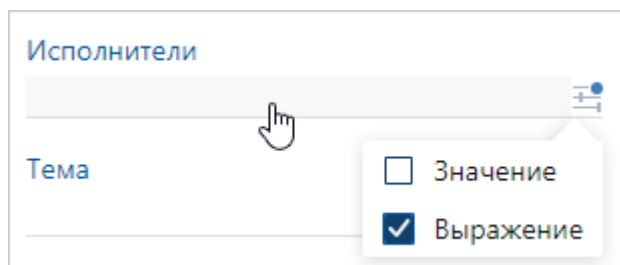 Исполнители
Тема
Значение
Выражение